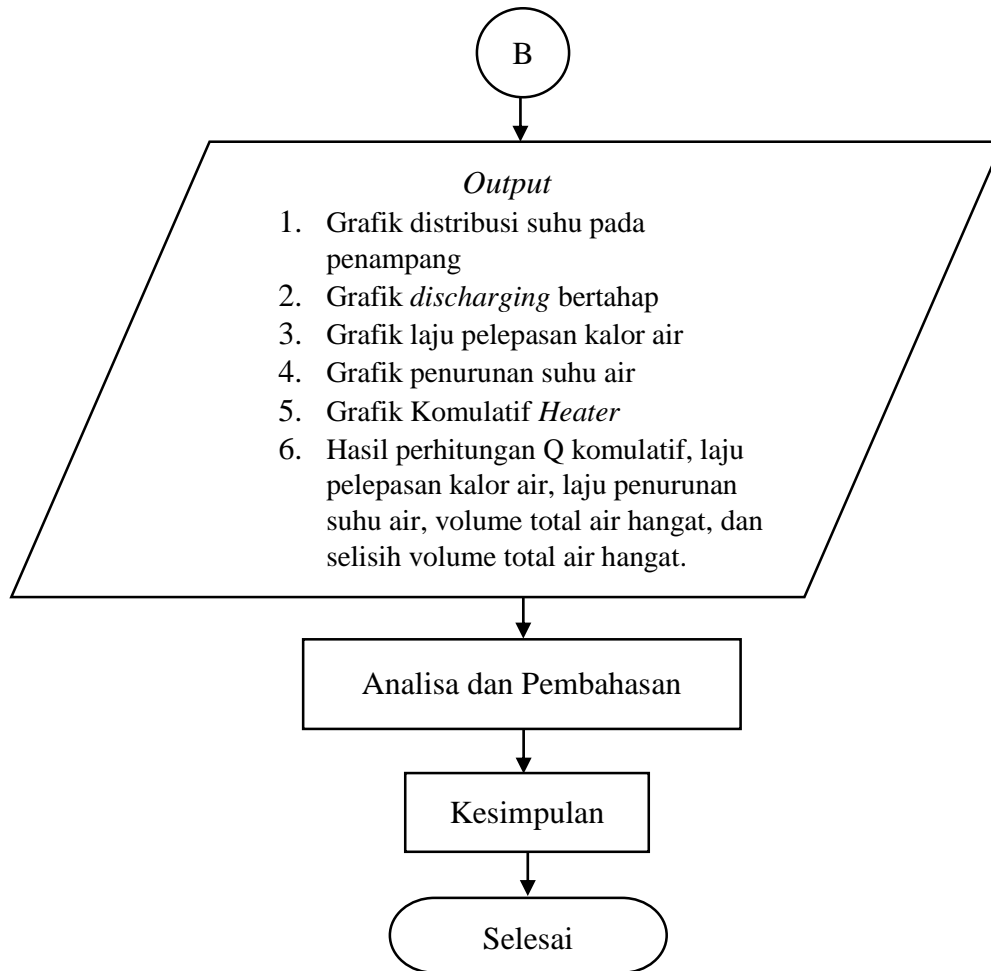 B
Output
1. Grafik distribusi suhu pada
penampang
2. Grafik discharging bertahap
3. Grafik laju pelepasan kalor air
4. Grafik penurunan suhu air
5. Grafik Komulatif Heater
6. Hasil perhitungan Q komulatif, laju
pelepasan kalor air, laju penurunan
suhu air, volume total air hangat, dan
selisih volume total air hangat.
Analisa dan Pembahasan
Kesimpulan
Selesai